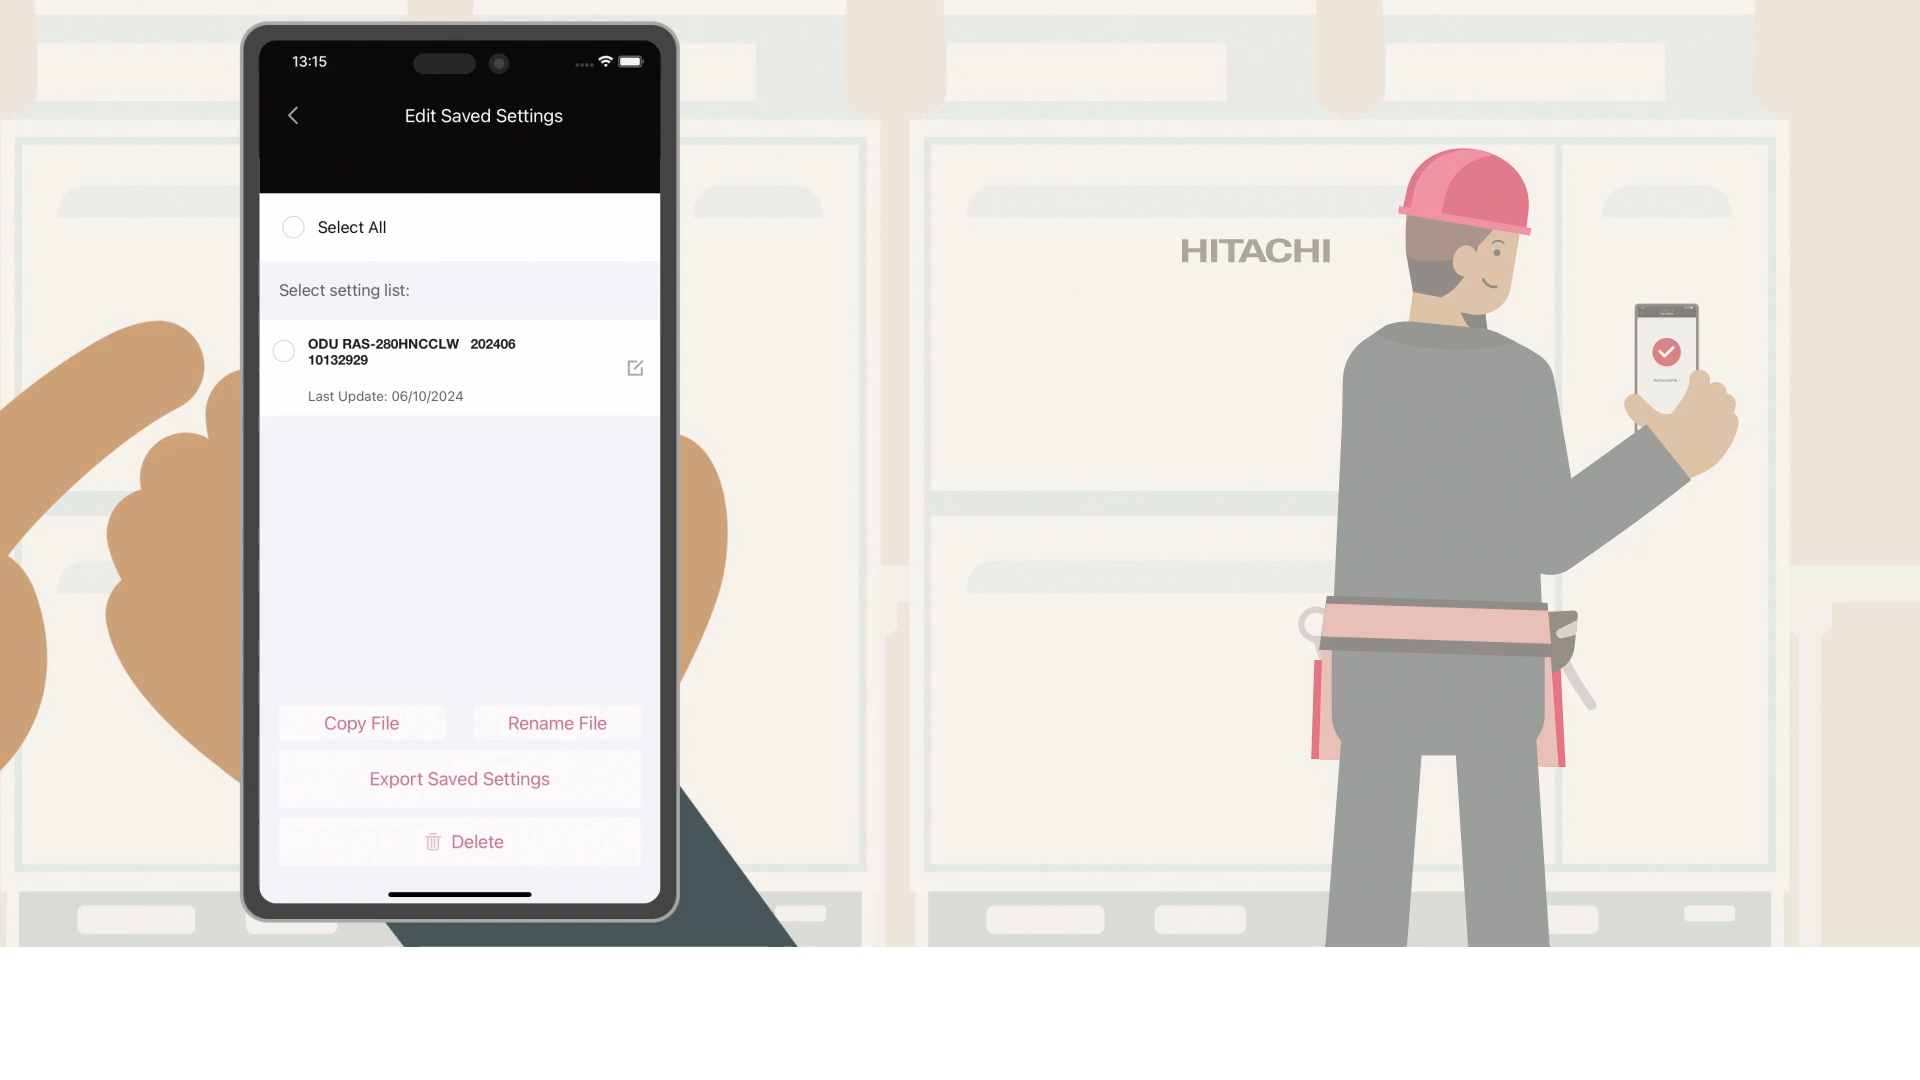 13:15
Edit Saved Settings
Select All
Select setting list:
ODU RAS-280HNCCLW 202406
10132929
Last Update: 06/10/2024
Copy File
Rename File
Export Saved Settings
Delete
HITACHI